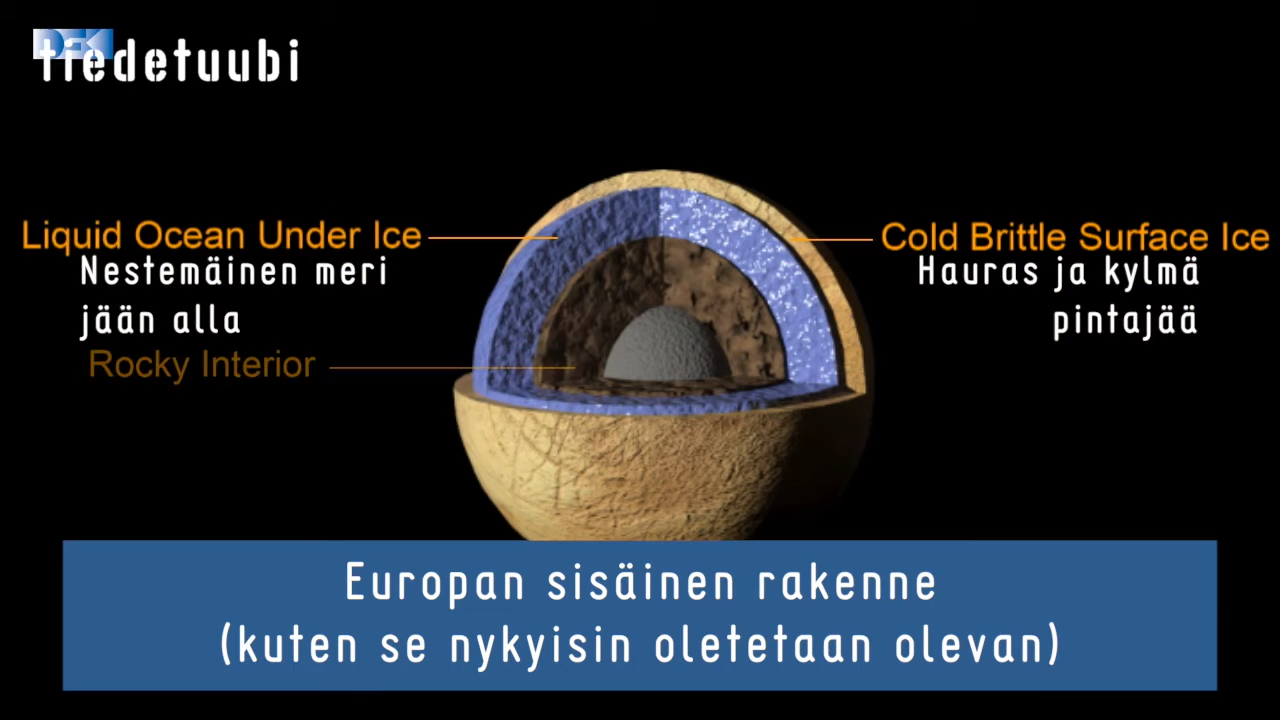 tiedetuubi
Liquid Ocean Under Ice
Nestemäinen meri
jään alla
Rocky Interior
Cold Brittle Surface Ice
Hauras ja kylmä
pintajää
Europan sisäinen rakenne
(kuten se nykyisin oletetaan olevan)